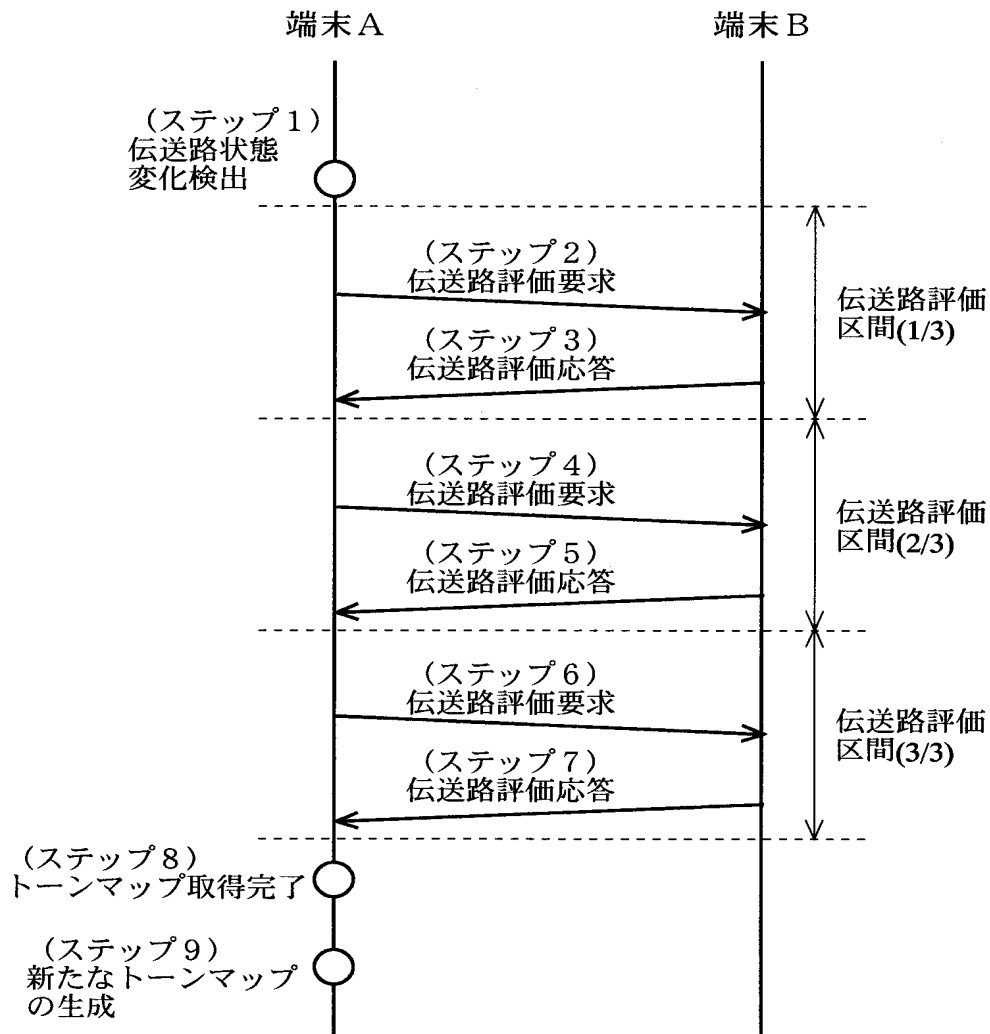 端末A
端末B
（ステップ１）
伝送路状態
変化検出
（ステップ２）
伝送路評価要求
（ステップ３）
伝送路評価応答
伝送路評価
区間(1/3)
（ステップ４）
伝送路評価要求
（ステップ５）
伝送路評価応答
伝送路評価
区間(2/3)
（ステップ６）
伝送路評価要求
（ステップ７）
伝送路評価応答
伝送路評価
区間(3/3)
（ステップ８）
トーンマップ取得完了
（ステップ９）
新たなトーンマップ
の生成